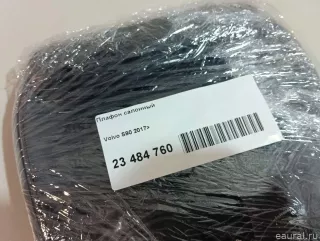 Плафон салонный
Volvo S90 2017>
23 484 760
eaural.ru